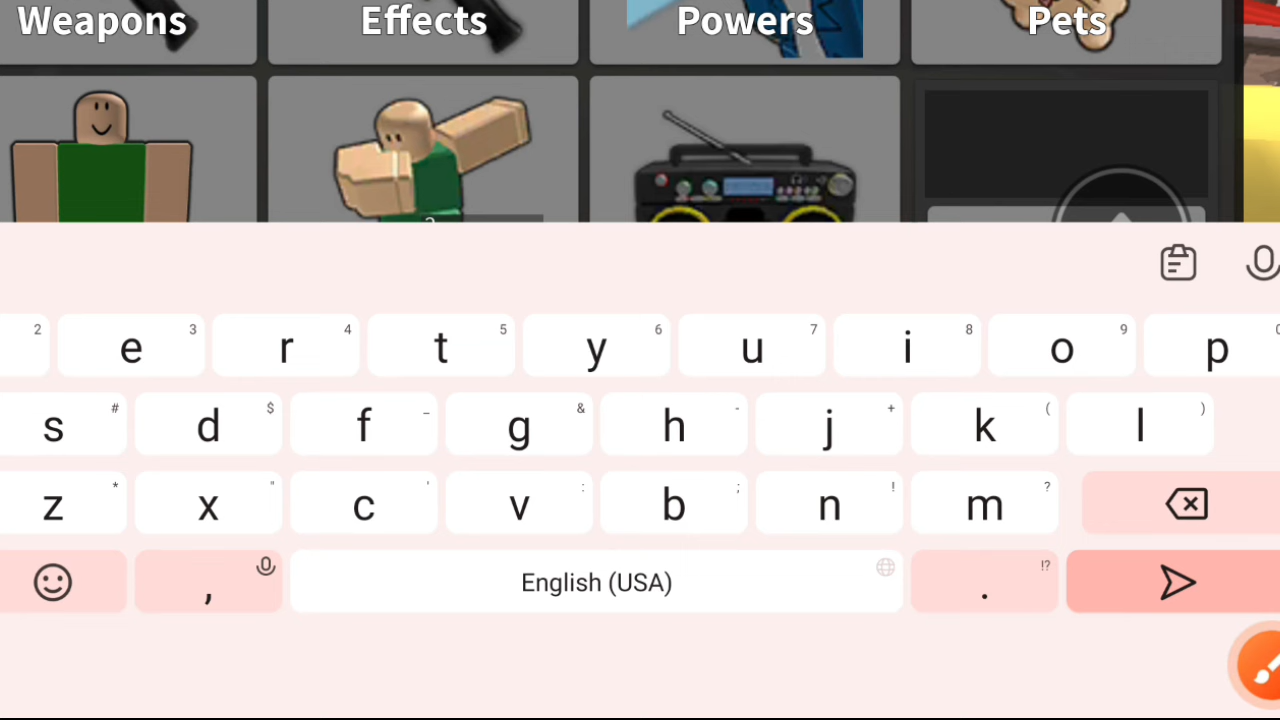 Weapons Effects Powers Pets
2 3 4 5 6 7 8 9
e r t y u i o p
# $ _ & - + ( )
s d f g h j k l
* " ' : ; ! ?
z x c v b n m
!?
, English (USA) .